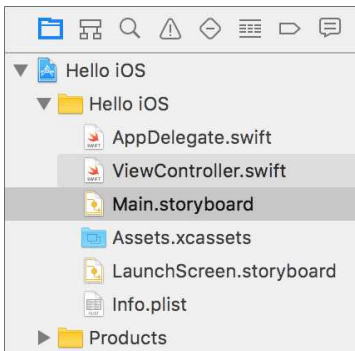 Hello iOS
Hello iOS
AppDelegate.swift
ViewController.swift
Main.storyboard
Assets.xcassets
LaunchScreen.storyboard
Info.plist
Products